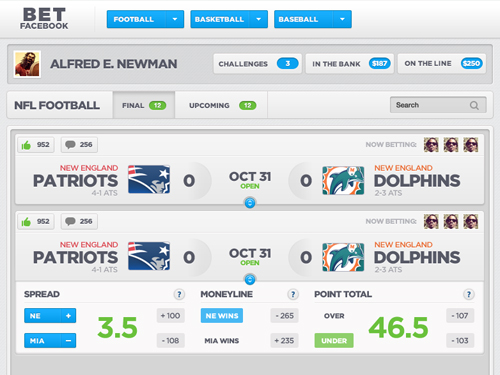 BET
FACEBOOK
FOOTBALL BASKETBALL BASEBALL
ALFRED E. NEWMAN CHALLENGES 3 IN THE BANK $187 ON THE LINE $250
NFL FOOTBALL FINAL 12 UPCOMING 12 Search
952 256 NOW BETTING:
NEW ENGLAND PATRIOTS 4-1 ATS 0 OCT 31 OPEN 0 NEW ENGLAND DOLPHINS 2-3 ATS
952 256 NOW BETTING:
NEW ENGLAND PATRIOTS 4-1 ATS 0 OCT 31 OPEN 0 NEW ENGLAND DOLPHINS 2-3 ATS
SPREAD ? MONEYLINE ? POINT TOTAL ?
NE + 3.5 + 100 NE WINS - 265 OVER 46.5 - 107
MIA – - 108 MIA WINS + 235 UNDER - 103